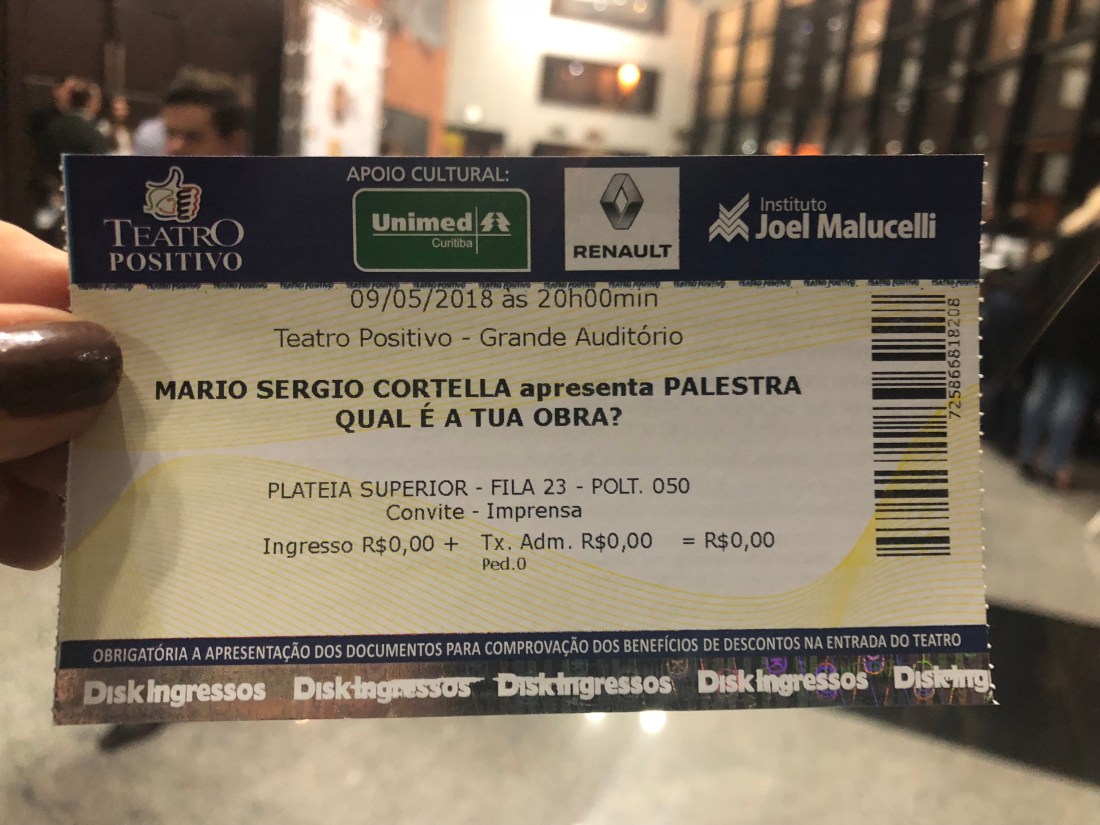 TEATRO
POSITIVO
APOIO CULTURAL:
Unimed
Curitiba
RENAULT
Instituto
Joel Malucelli
09/05/2018 às 20h00min
Teatro Positivo - Grande Auditório
MARIO SERGIO CORTELLA apresenta PALESTRA
QUAL É A TUA OBRA?
PLATEIA SUPERIOR - FILA 23 - POLT. 050
Convite - Imprensa
Ingresso R$0,00 + Tx. Adm. R$0,00 = R$0,00
Ped.0
725866818208
OBRIGATÓRIA A APRESENTAÇÃO DOS DOCUMENTOS PARA COMPROVAÇÃO DOS BENEFÍCIOS DE DESCONTOS NA ENTRADA DO TEATRO
DiskIngressos DiskIngressos DiskIngressos DiskIngressos DiskIng